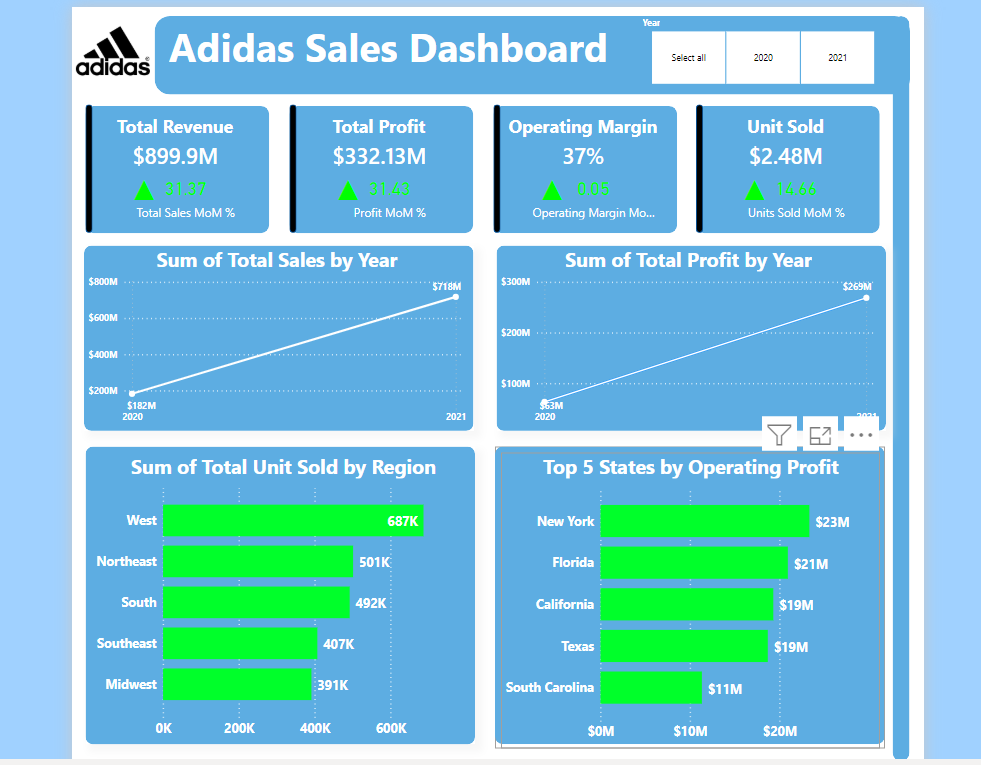 Year
Adidas Sales Dashboard
adidas®
Select all
2020
2021
Total Revenue
$899.9M
31.37
Total Sales MoM %
Total Profit
$332.13M
31.43
Profit MoM %
Operating Margin
37%
0.05
Operating Margin Mo...
Unit Sold
$2.48M
14.66
Units Sold MoM %
Sum of Total Sales by Year
$800M
$718M
$600M
$400M
$200M
$182M
2020
2021
Sum of Total Profit by Year
$300M
$269M
$200M
$100M
$63M
2020
2021
Sum of Total Unit Sold by Region
West
687K
Northeast
501K
South
492K
Southeast
407K
Midwest
391K
0K
200K
400K
600K
Top 5 States by Operating Profit
New York
$23M
Florida
$21M
California
$19M
Texas
$19M
South Carolina
$11M
$0M
$10M
$20M